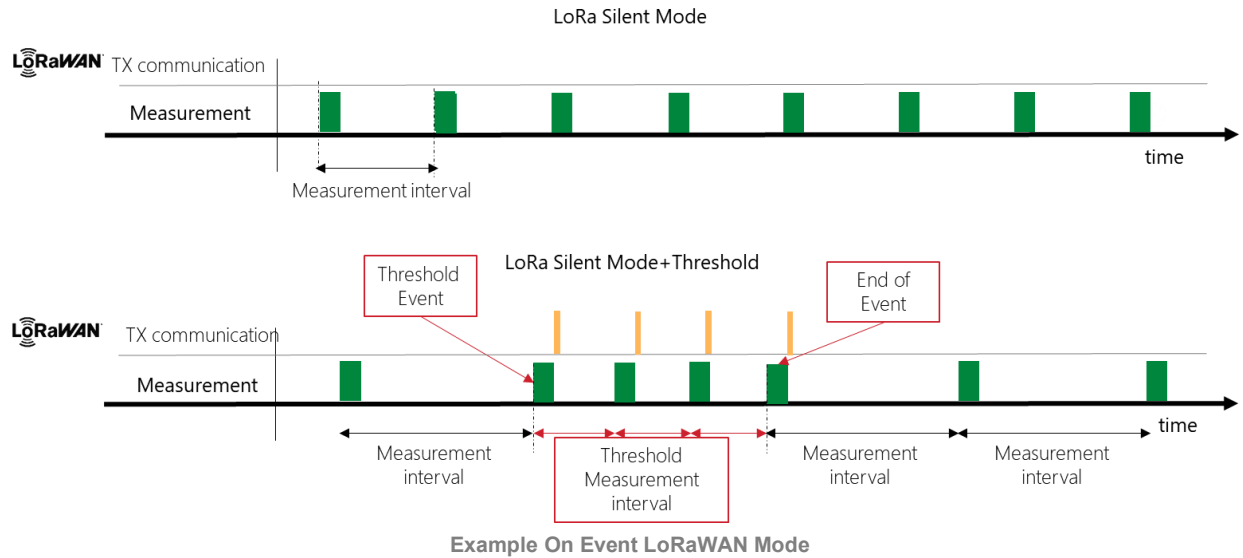 LoRa Silent Mode
LoRaWAN
TX communication
Measurement
time
Measurement interval
LoRa Silent Mode+Threshold
Threshold
Event
End of
Event
LoRaWAN
TX communication
Measurement
time
Measurement
interval
Threshold
Measurement
interval
Measurement
interval
Measurement
interval
Example On Event LoRaWAN Mode